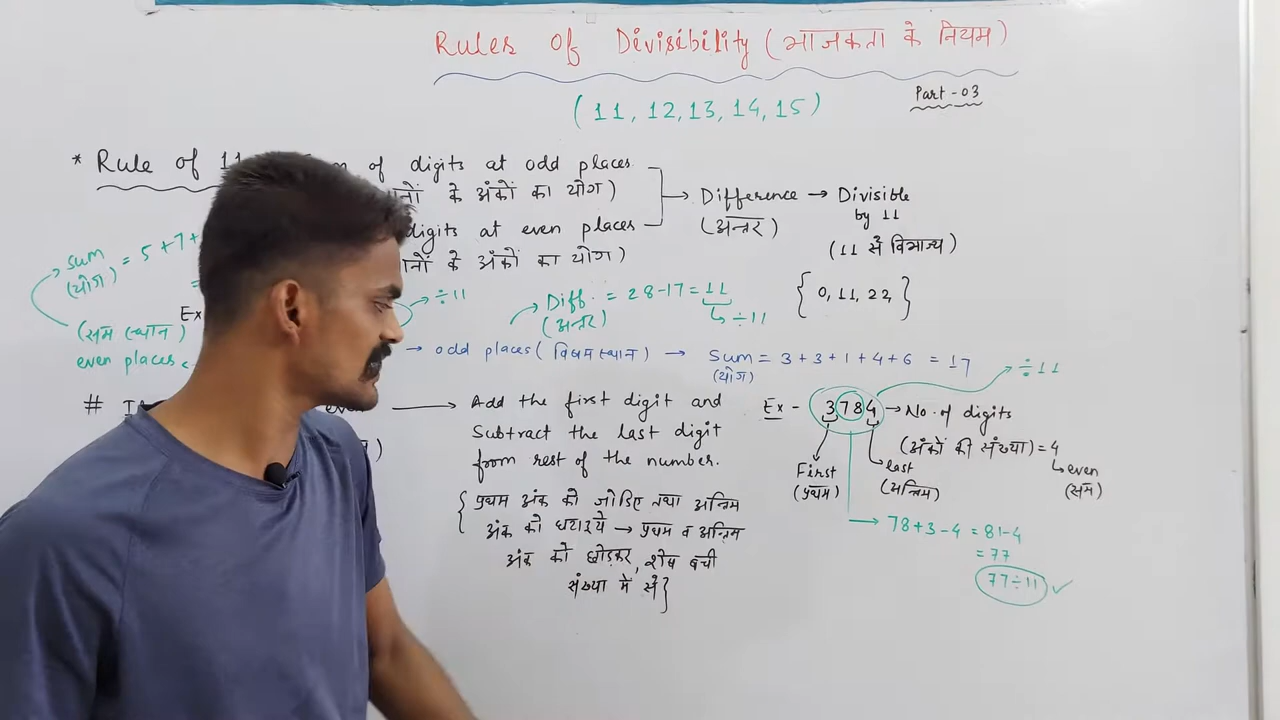 Rules Of Divisibility (भाजकता के नियम)
Part-03
(11, 12, 13, 14, 15)
* Rule of 11 of digits at odd places
के अंकों का योग)
digits at even places
के अंकों का योग)
Difference → Divisible
by 11
(अन्तर)
(11 से विभाज्य)
{0, 11, 22,}
Sum
(योग) = 5+7+
=
(सम स्थान)
even places
Ex
÷11
Diff. = 28-17 = 11
(अन्तर)
÷11
→ odd places (विषम स्थान) → Sum = 3+3+1+4+6 = 17
(योग)
÷11
# even → Add the first digit and
Subtract the last digit
from rest of the number.
{प्रथम अंक को जोड़िए तथा अन्तिम
अंक को घटाइये → प्रथम व अन्तिम
अंक को छोड़कर, शेष बची
संख्या में से}
Ex - 3784 → No. of digits
(अंकों की संख्या) = 4
even
(सम)
First
(प्रथम)
last
(अन्तिम)
→ 78+3-4 = 81-4
= 77
77÷11 ✓